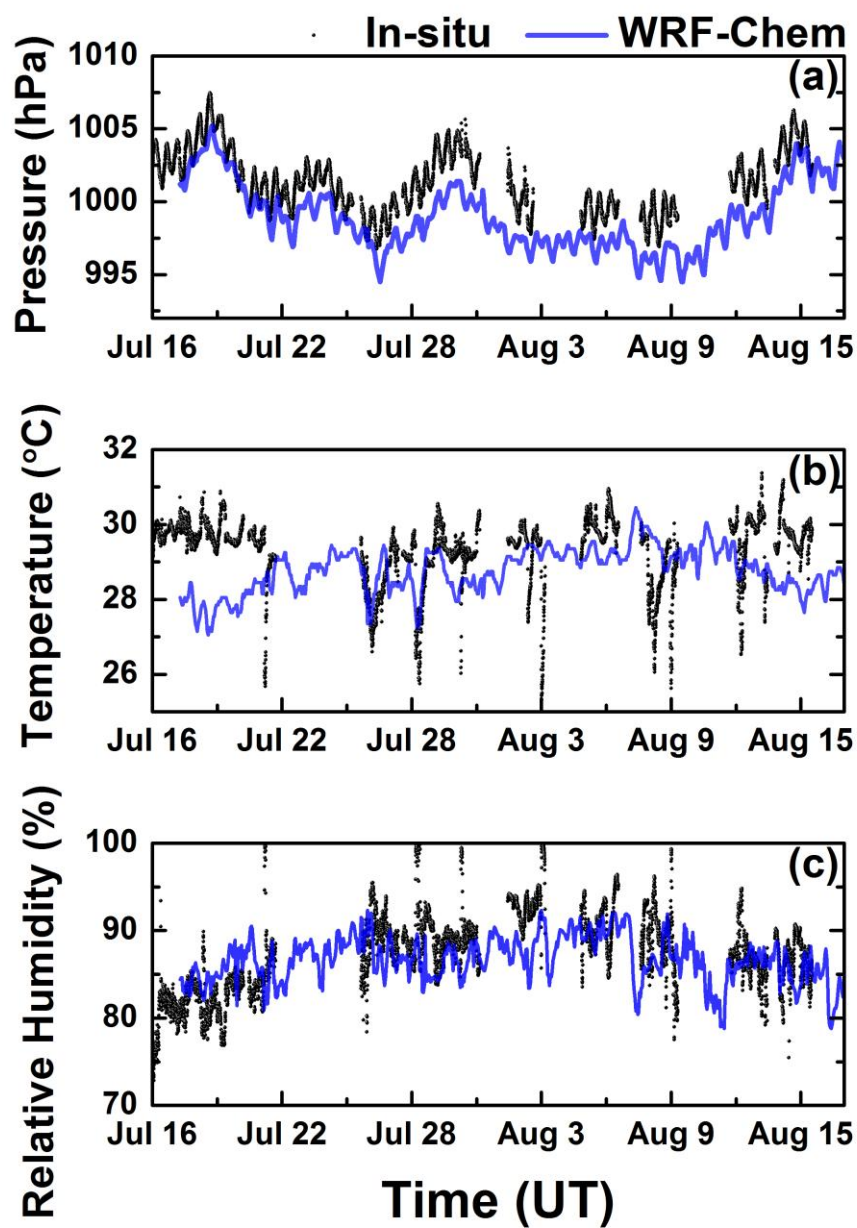 In-situ WRF-Chem
(a)
Pressure (hPa)
1010
1005
1000
995
Jul 16 Jul 22 Jul 28 Aug 3 Aug 9 Aug 15
(b)
Temperature (°C)
32
30
28
26
Jul 16 Jul 22 Jul 28 Aug 3 Aug 9 Aug 15
(c)
Relative Humidity (%)
100
90
80
70
Jul 16 Jul 22 Jul 28 Aug 3 Aug 9 Aug 15
Time (UT)